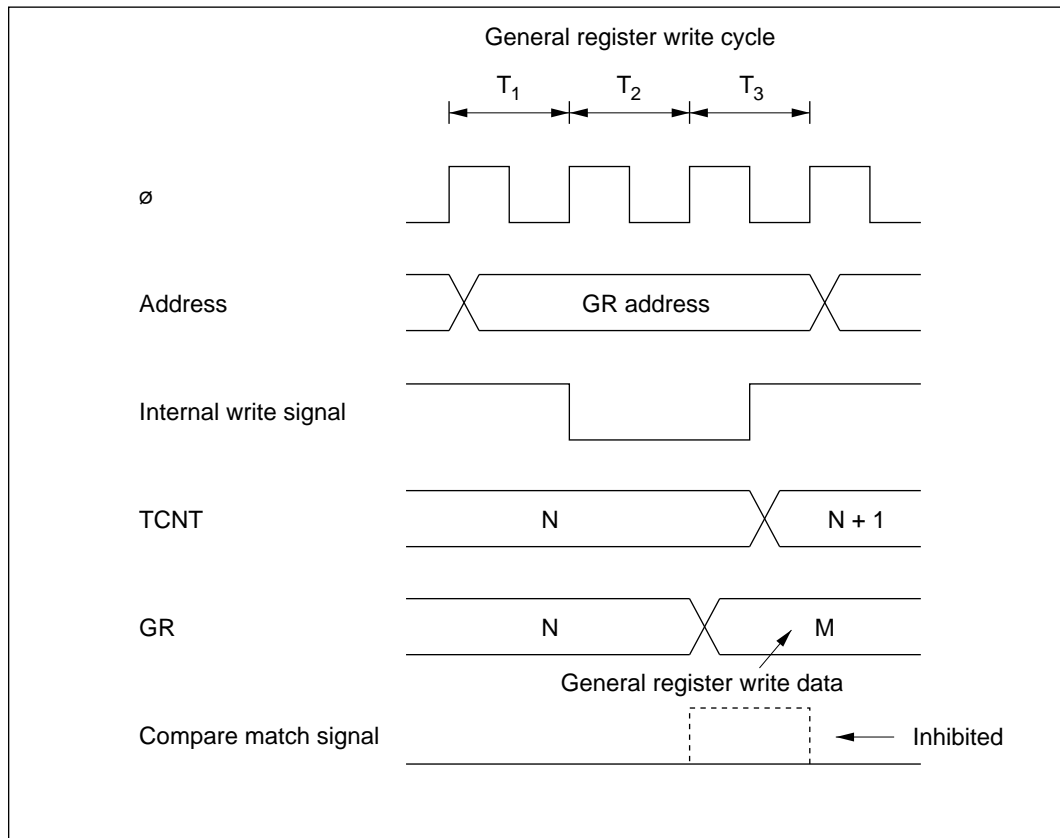 General register write cycle
T1 T2 T3
ø
Address GR address
Internal write signal
TCNT N N + 1
GR N M
General register write data
Compare match signal Inhibited